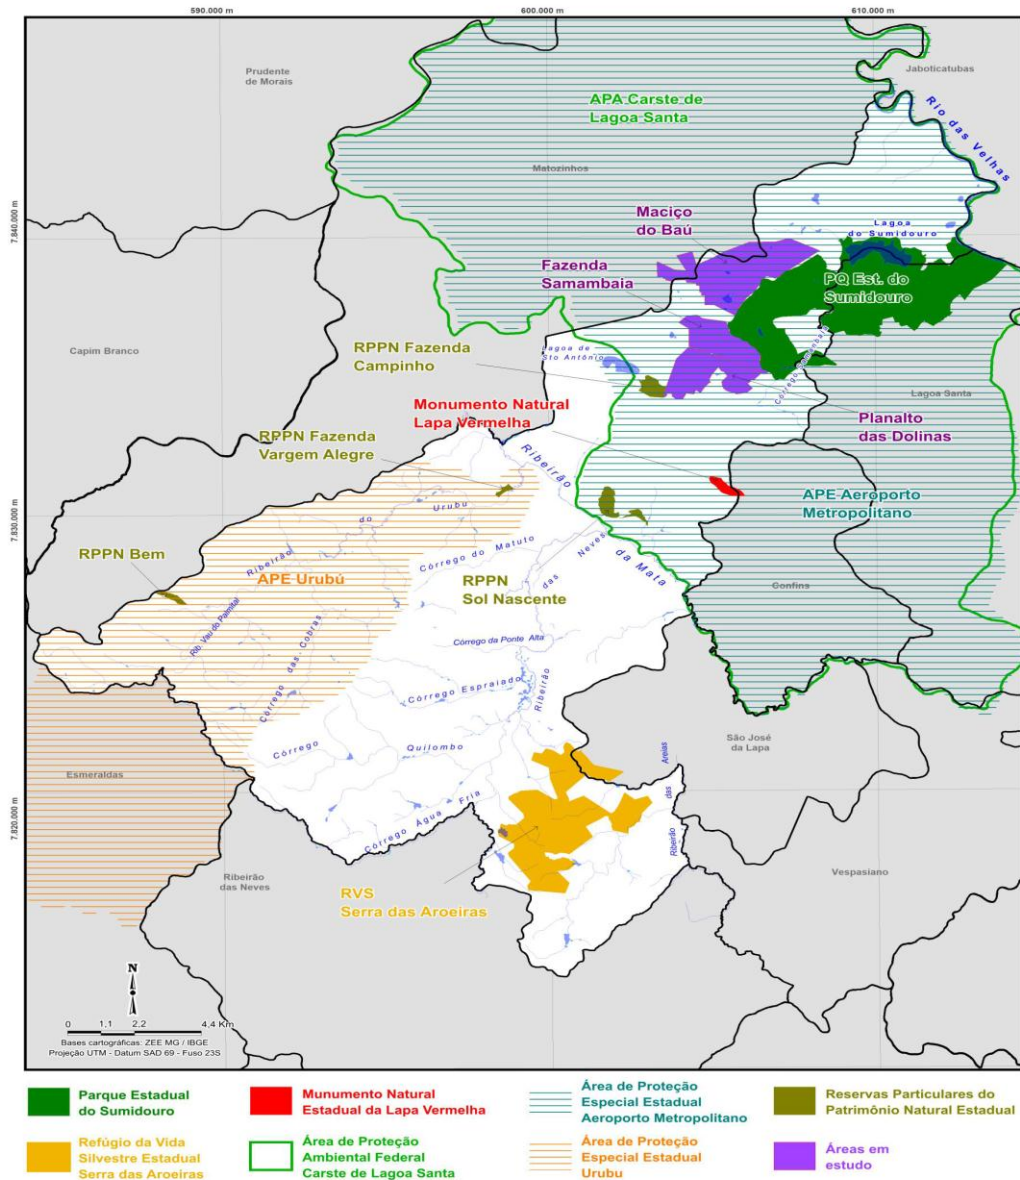 590.000 m
600.000 m
610.000 m
Prudente
de Morais
Jaboticatubas
APA Carste de
Lagoa Santa
Rio das Velhas
Matozinhos
7.840.000 m
Maciço
do Baú
Lagoa
do Sumidouro
Fazenda
Samambaia
PQ Est. do
Sumidouro
Capim Branco
RPPN Fazenda
Campinho
Lagoa de
Sto Antônio
Lagoa Santa
Monumento Natural
Lapa Vermelha
Planalto
das Dolinas
RPPN Fazenda
Vargem Alegre
Ribeirão
da Mata
APE Aeroporto
Metropolitano
7.830.000 m
Ribeirão do Urubu
RPPN Bem
APE Urubú
Córrego do Matuto
RPPN
Sol Nascente
Ribeirão das Neves
Confins
Rib. Vau do Palmital
Córrego das Cobras
Córrego da Ponte Alta
Córrego Espraiado
São José
da Lapa
Córrego Quilombo
Esmeraldas
Ribeirão das Areias
7.820.000 m
Córrego Água Fria
Ribeirão
das Neves
RVS
Serra das Aroeiras
Vespasiano
N
0 1,1 2,2 4,4 Km
Bases cartográficas: ZEE MG / IBGE
Projeção UTM - Datum SAD 69 - Fuso 23S
Parque Estadual
do Sumidouro
Munumento Natural
Estadual da Lapa Vermelha
Área de Proteção
Especial Estadual
Aeroporto Metropolitano
Reservas Particulares do
Patrimônio Natural Estadual
Refúgio da Vida
Silvestre Estadual
Serra das Aroeiras
Área de Proteção
Ambiental Federal
Carste de Lagoa Santa
Área de Proteção
Especial Estadual
Urubu
Áreas em
estudo